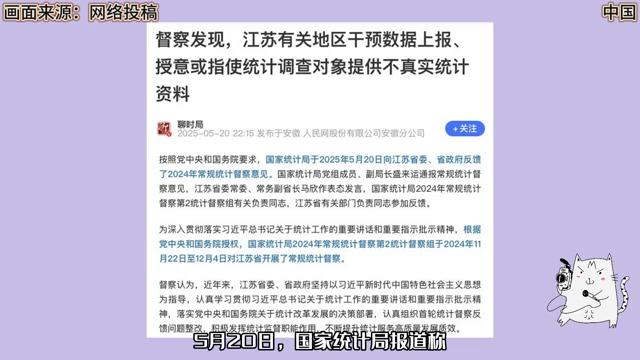 画面来源：网络投稿
中国
督察发现，江苏有关地区干预数据上报、
授意或指使统计调查对象提供不真实统计
资料
聊时局
2025-05-20 22:15 发布于安徽 人民网股份有限公司安徽分公司
+关注
按照党中央和国务院要求，国家统计局于2025年5月20日向江苏省委、省政府反馈
了2024年常规统计督察意见。国家统计局党组成员、副局长盛来运通报常规统计督
察意见，江苏省委常委、常务副省长马欣作表态发言，国家统计局2024年常规统计
督察第2统计督察组有关负责同志，江苏省有关部门负责同志参加反馈。
为深入贯彻落实习近平总书记关于统计工作的重要讲话和重要指示批示精神，根据
党中央和国务院授权，国家统计局2024年常规统计督察第2统计督察组于2024年11
月22日至12月4日对江苏省开展了常规统计督察。
督察认为，近年来，江苏省委、省政府坚持以习近平新时代中国特色社会主义思想
为指导，认真学习贯彻习近平总书记关于统计工作的重要讲话和重要指示批示精
神，落实党中央和国务院关于统计改革发展的决策部署，认真组织首轮统计督察反
馈问题整改，积极发挥统计监督职能作用，不断提升统计服务高质量发展质效。
5月20日，国家统计局报道称